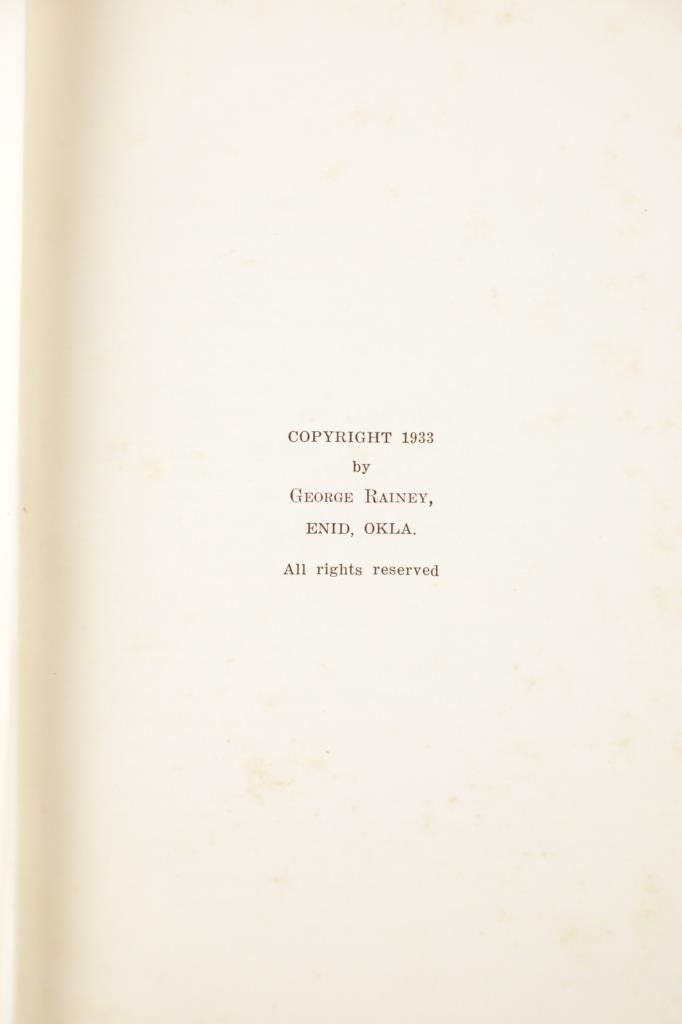 COPYRIGHT 1933
by
GEORGE RAINEY,
ENID, OKLA.
All rights reserved